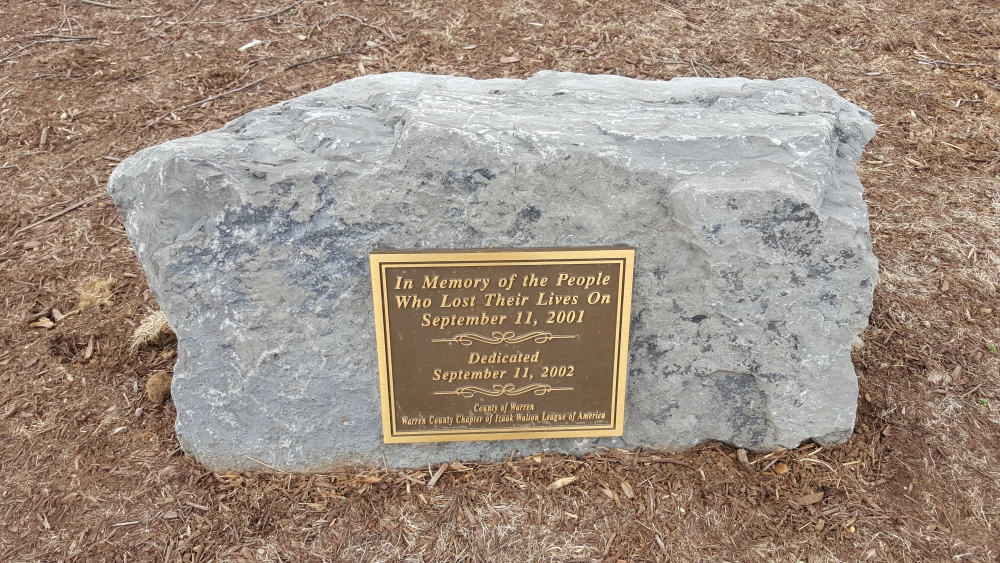 In Memory of the People
Who Lost Their Lives On
September 11, 2001
Dedicated
September 11, 2002
County of Warren
Warren County Chapter of Izaak Walton League of America